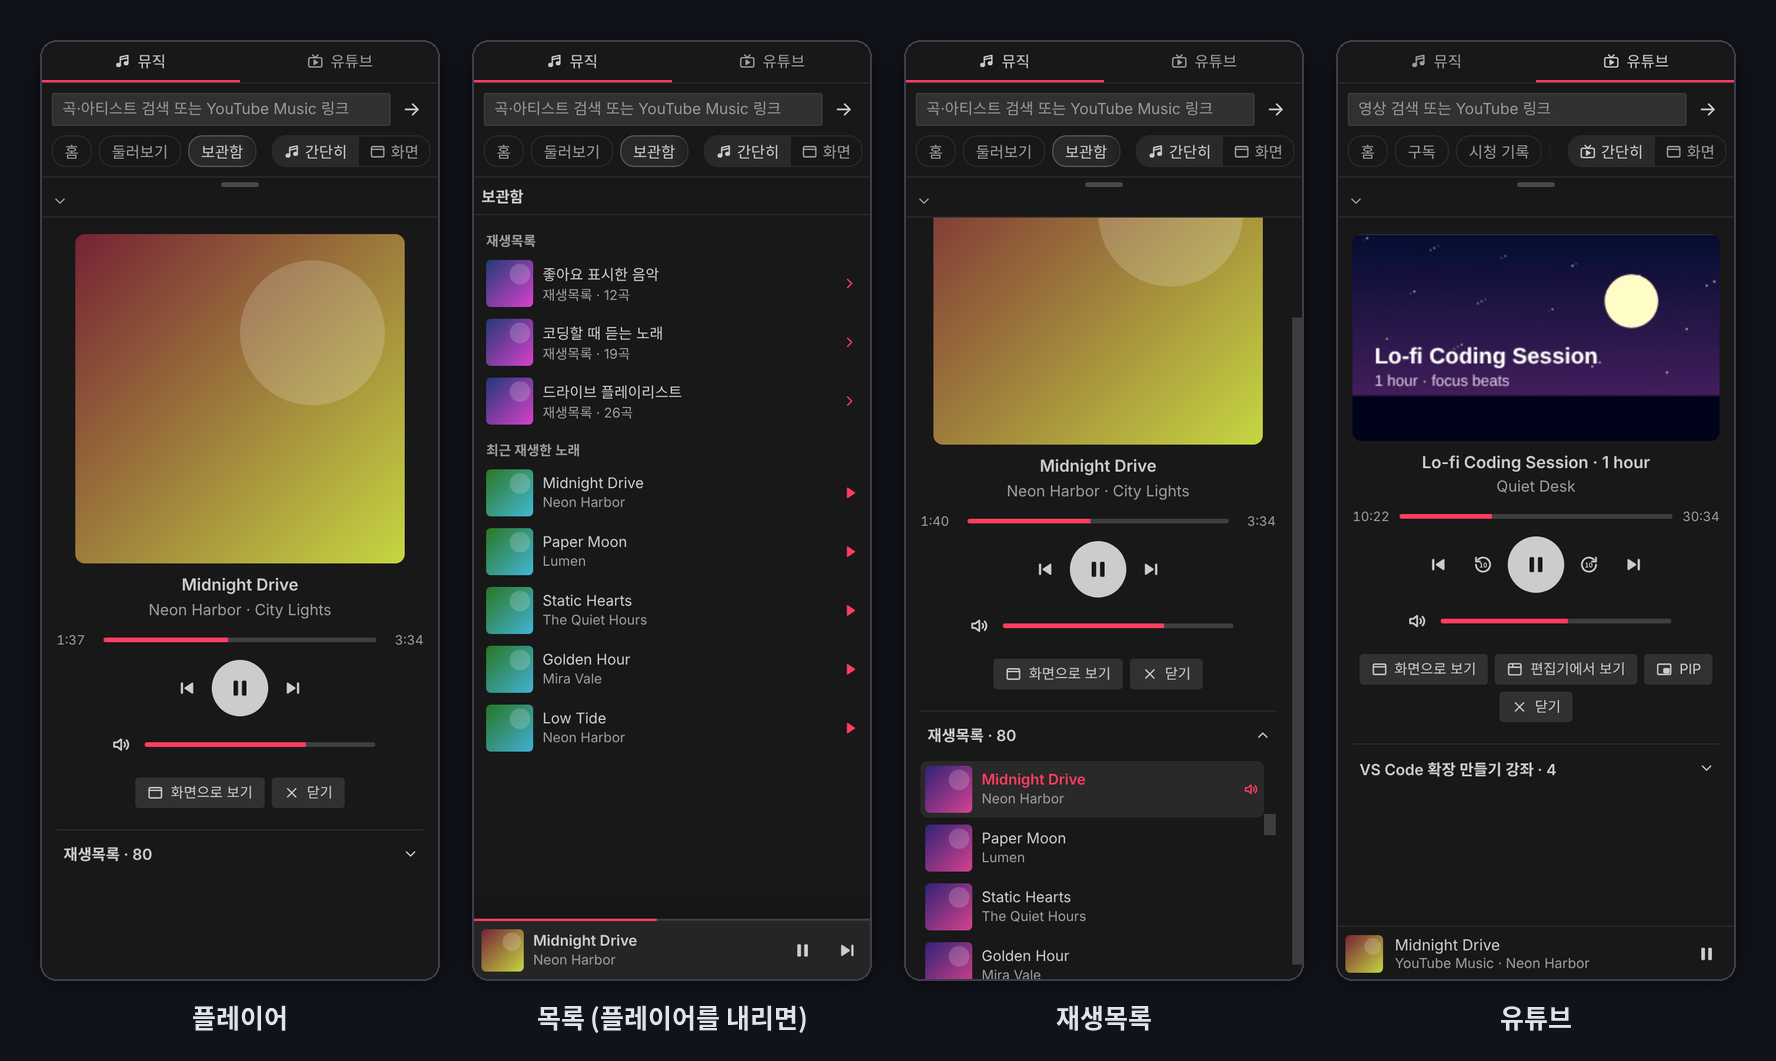 뮤직 유튜브
곡·아티스트 검색 또는 YouTube Music 링크
홈 둘러보기 보관함 간단히 화면
Midnight Drive
Neon Harbor · City Lights
1:37 3:34
화면으로 보기 닫기
재생목록 · 80
플레이어
뮤직 유튜브
곡·아티스트 검색 또는 YouTube Music 링크
홈 둘러보기 보관함 간단히 화면
보관함
재생목록
좋아요 표시한 음악
재생목록 · 12곡
코딩할 때 듣는 노래
재생목록 · 19곡
드라이브 플레이리스트
재생목록 · 26곡
최근 재생한 노래
Midnight Drive
Neon Harbor
Paper Moon
Lumen
Static Hearts
The Quiet Hours
Golden Hour
Mira Vale
Low Tide
Neon Harbor
Midnight Drive
Neon Harbor
목록 (플레이어를 내리면)
뮤직 유튜브
곡·아티스트 검색 또는 YouTube Music 링크
홈 둘러보기 보관함 간단히 화면
Midnight Drive
Neon Harbor · City Lights
1:40 3:34
화면으로 보기 닫기
재생목록 · 80
Midnight Drive
Neon Harbor
Paper Moon
Lumen
Static Hearts
The Quiet Hours
Golden Hour
Mira Vale
재생목록
뮤직 유튜브
영상 검색 또는 YouTube 링크
홈 구독 시청 기록 간단히 화면
Lo-fi Coding Session
1 hour · focus beats
Lo-fi Coding Session · 1 hour
Quiet Desk
10:22 30:34
10 10
화면으로 보기 편집기에서 보기 PIP
닫기
VS Code 확장 만들기 강좌 · 4
Midnight Drive
YouTube Music · Neon Harbor
유튜브